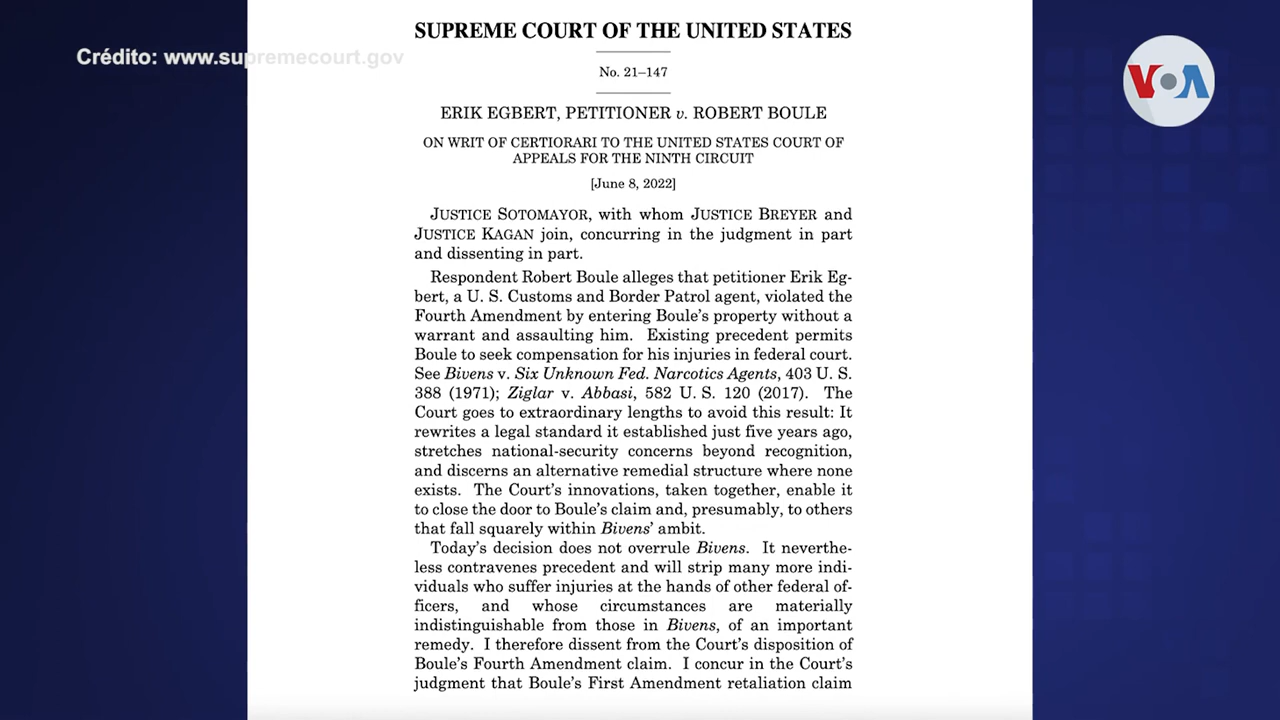 SUPREME COURT OF THE UNITED STATES
Crédito: www.supremecourt.gov
VOA
No. 21–147
ERIK EGBERT, PETITIONER v. ROBERT BOULE
ON WRIT OF CERTIORARI TO THE UNITED STATES COURT OF
APPEALS FOR THE NINTH CIRCUIT
[June 8, 2022]
JUSTICE SOTOMAYOR, with whom JUSTICE BREYER and
JUSTICE KAGAN join, concurring in the judgment in part
and dissenting in part.
Respondent Robert Boule alleges that petitioner Erik Eg-
bert, a U. S. Customs and Border Patrol agent, violated the
Fourth Amendment by entering Boule's property without a
warrant and assaulting him. Existing precedent permits
Boule to seek compensation for his injuries in federal court.
See Bivens v. Six Unknown Fed. Narcotics Agents, 403 U. S.
388 (1971); Ziglar v. Abbasi, 582 U. S. 120 (2017). The
Court goes to extraordinary lengths to avoid this result: It
rewrites a legal standard it established just five years ago,
stretches national-security concerns beyond recognition,
and discerns an alternative remedial structure where none
exists. The Court's innovations, taken together, enable it
to close the door to Boule's claim and, presumably, to others
that fall squarely within Bivens' ambit.
Today's decision does not overrule Bivens. It neverthe-
less contravenes precedent and will strip many more indi-
viduals who suffer injuries at the hands of other federal of-
ficers, and whose circumstances are materially
indistinguishable from those in Bivens, of an important
remedy. I therefore dissent from the Court's disposition of
Boule's Fourth Amendment claim. I concur in the Court's
judgment that Boule's First Amendment retaliation claim